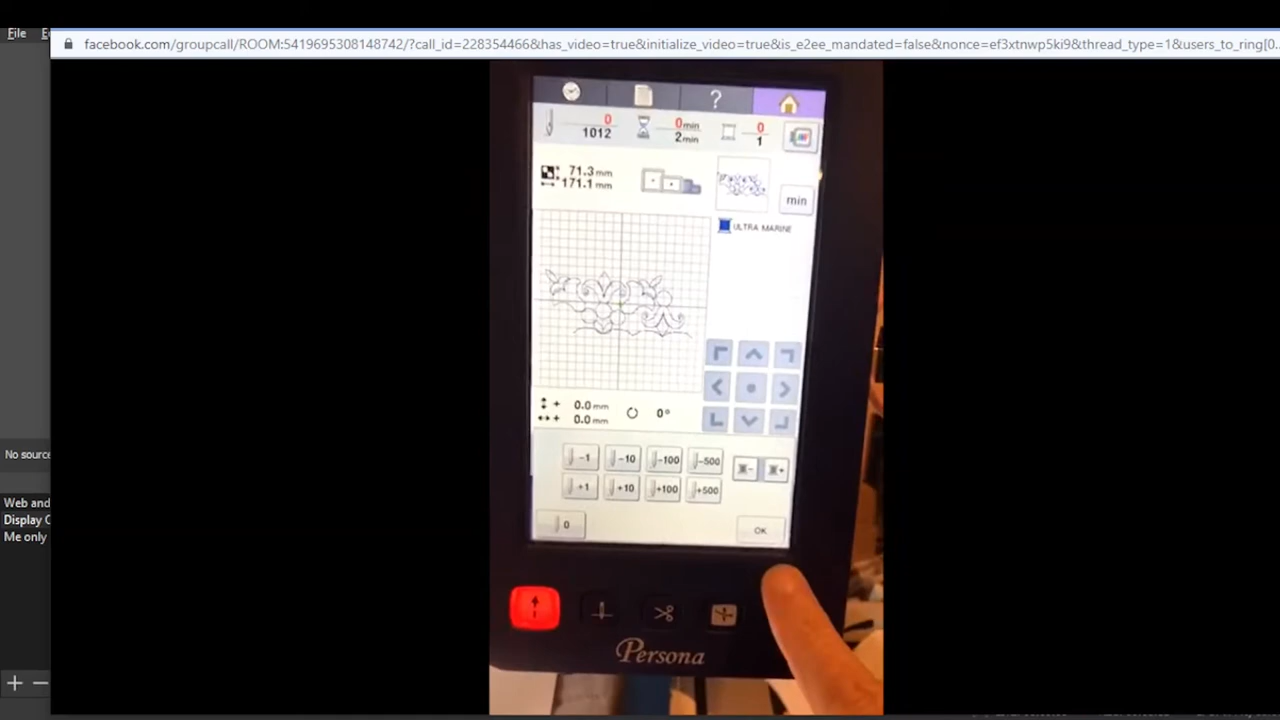 File
facebook.com/groupcall/ROOM:5419695308148742/?call_id=228354466&has_video=true&initialize_video=true&is_e2ee_mandated=false&nonce=ef3xtnwp5ki9&thread_type=1&users_to_ring[0...
?
0
1012
0min
2min
0
1
71.3 mm
171.1 mm
min
ULTRA MARINE
+ 0.0 mm
+ 0.0 mm
0°
-1 -10 -100 -500
- +
+1 +10 +100 +500
0
OK
No source
Web and
Display
Me only
+ −
Persona